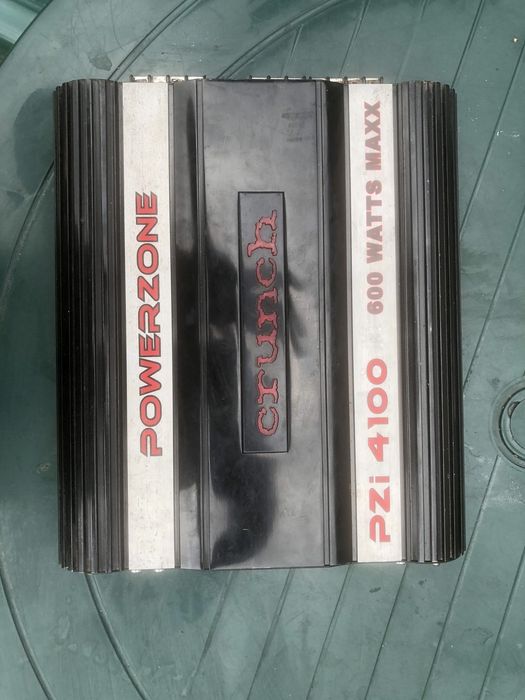 POWERZONE
crunch
PZi 4100 600 WATTS MAXX